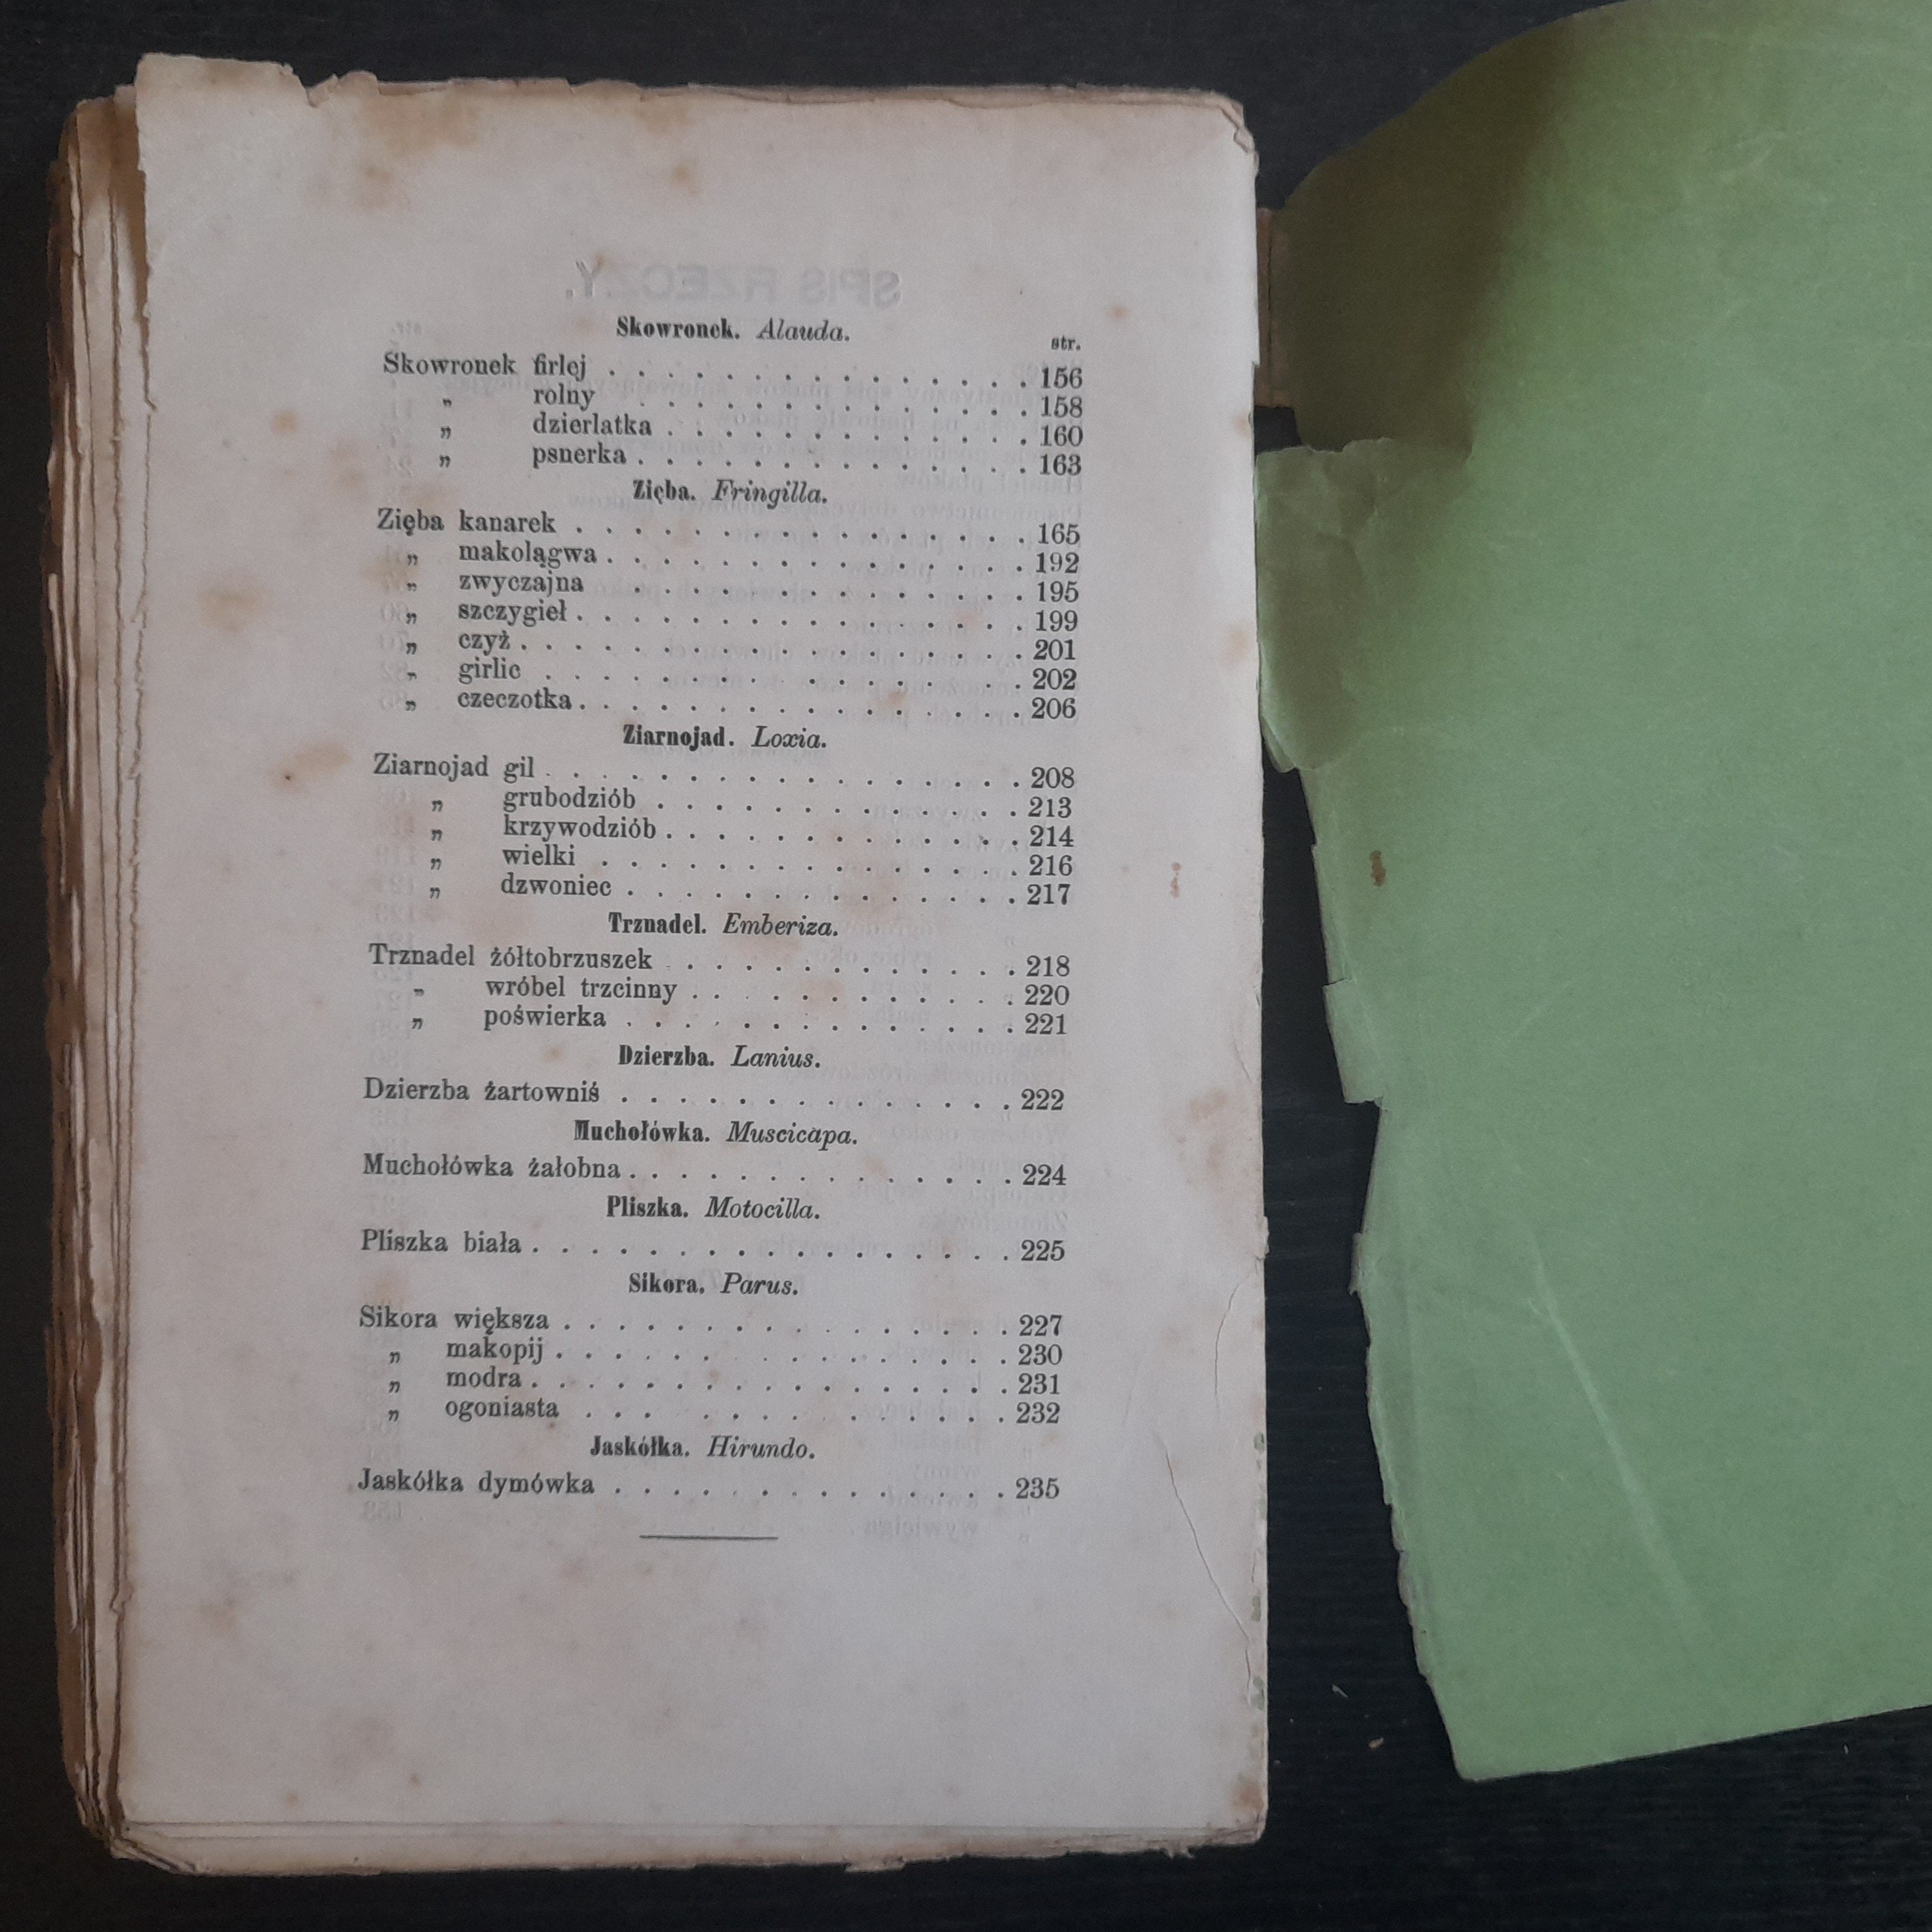 Skowronek. Alauda.
str.
Skowronek firlej . . . . . . . . . . . . . . . 156
„ rolny . . . . . . . . . . . . . . 158
„ dzierlatka . . . . . . . . . . . . . 160
„ psnerka . . . . . . . . . . . . . . 163
Zięba. Fringilla.
Zięba kanarek . . . . . . . . . . . . . . . . 165
„ makolągwa . . . . . . . . . . . . . . . 192
„ zwyczajna . . . . . . . . . . . . . . 195
„ szczygieł . . . . . . . . . . . . . . . . 199
„ czyż . . . . . . . . . . . . . . . . . . 201
„ girlic . . . . . . . . . . . . . . . . . 202
„ czeczotka . . . . . . . . . . . . . . . . 206
Ziarnojad. Loxia.
Ziarnojad gil . . . . . . . . . . . . . . . . . 208
„ grubodziób . . . . . . . . . . . . . 213
„ krzywodziób . . . . . . . . . . . . . 214
„ wielki . . . . . . . . . . . . . . . 216
„ dzwoniec . . . . . . . . . . . . . . 217
Trznadel. Emberiza.
Trznadel żółtobrzuszek . . . . . . . . . . . . . 218
„ wróbel trzcinny . . . . . . . . . . . 220
„ poświerka . . . . . . . . . . . . . . 221
Dzierzba. Lanius.
Dzierzba żartowniś . . . . . . . . . . . . . . 222
Muchołówka. Muscicapa.
Muchołówka żałobna . . . . . . . . . . . . . . 224
Pliszka. Motocilla.
Pliszka biała . . . . . . . . . . . . . . . . . 225
Sikora. Parus.
Sikora większa . . . . . . . . . . . . . . . . 227
„ makopij . . . . . . . . . . . . . . . . 230
„ modra . . . . . . . . . . . . . . . . . 231
„ ogoniasta . . . . . . . . . . . . . . 232
Jaskółka. Hirundo.
Jaskółka dymówka . . . . . . . . . . . . . . 235